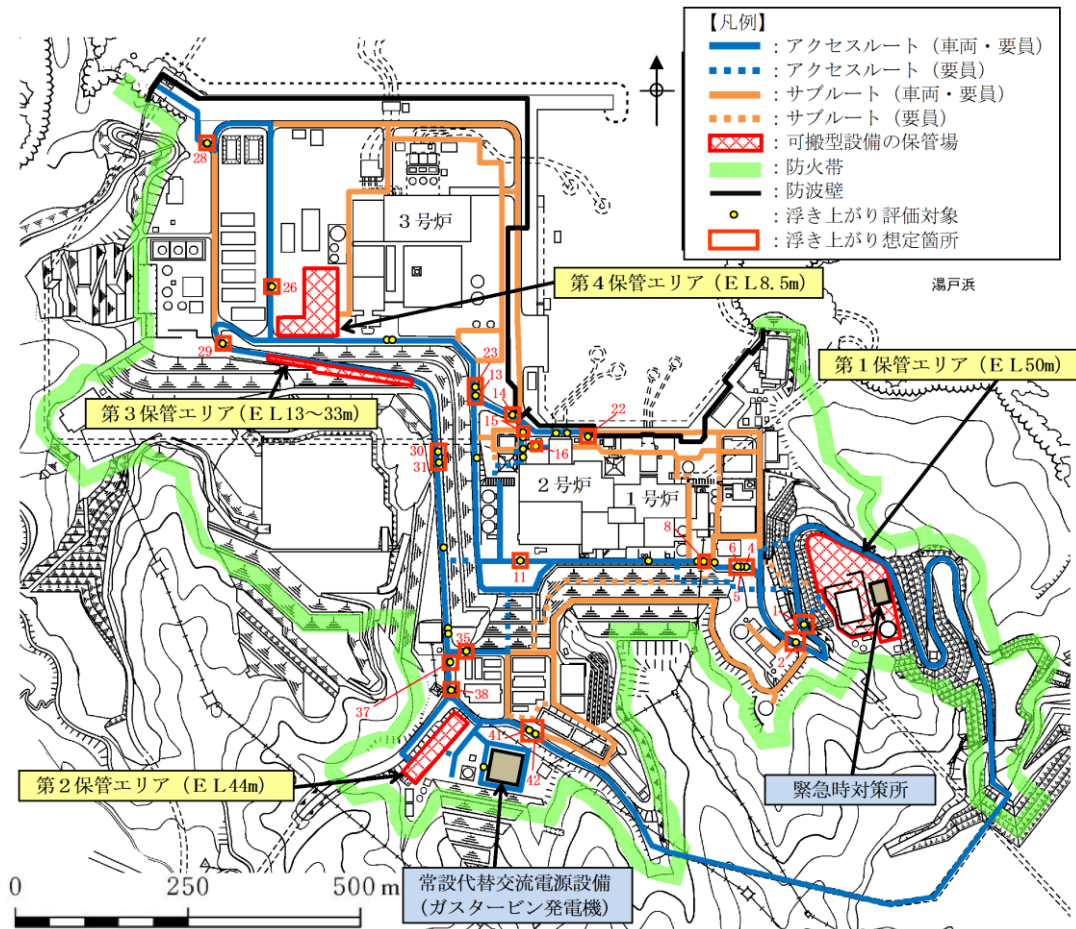 【凡例】
：アクセスルート（車両・要員）
：アクセスルート（要員）
：サブルート（車両・要員）
：サブルート（要員）
：可搬型設備の保管場
：防火帯
：防波壁
：浮き上がり評価対象
：浮き上がり想定箇所
28
3号炉
26
第４保管エリア（ＥＬ8.5m）
湯戸浜
29
23
13
第１保管エリア（ＥＬ50m）
14
第３保管エリア（ＥＬ13～33m）
15
22
16
30
31
2号炉
1号炉
8
6
4
11
5
1
2
35
37
38
41
42
第２保管エリア（ＥＬ44m）
緊急時対策所
0
250
500 m
常設代替交流電源設備
(ガスタービン発電機)